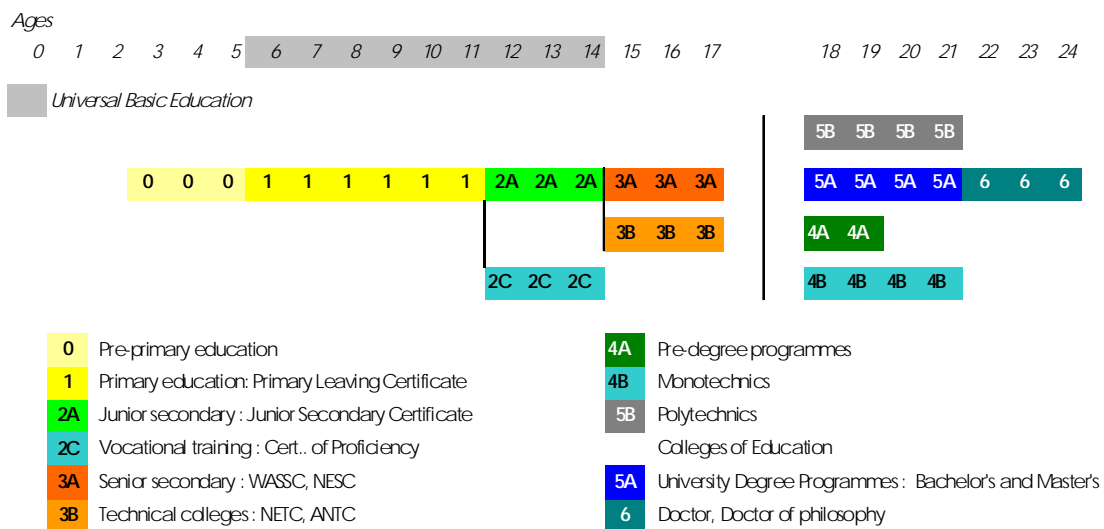 Ages
0 1 2 3 4 5 6 7 8 9 10 11 12 13 14 15 16 17 18 19 20 21 22 23 24
Universal Basic Education
5B 5B 5B 5B
0 0 0 1 1 1 1 1 1 2A 2A 2A 3A 3A 3A 5A 5A 5A 5A 6 6 6
3B 3B 3B 4A 4A
2C 2C 2C 4B 4B 4B 4B
0 Pre-primary education
1 Primary education: Primary Leaving Certificate
2A Junior secondary : Junior Secondary Certificate
2C Vocational training : Cert.. of Proficiency
3A Senior secondary : WASSC, NESC
3B Technical colleges : NETC, ANTC
4A Pre-degree programmes
4B Monotechnics
5B Polytechnics
Colleges of Education
5A University Degree Programmes : Bachelor's and Master's
6 Doctor, Doctor of philosophy